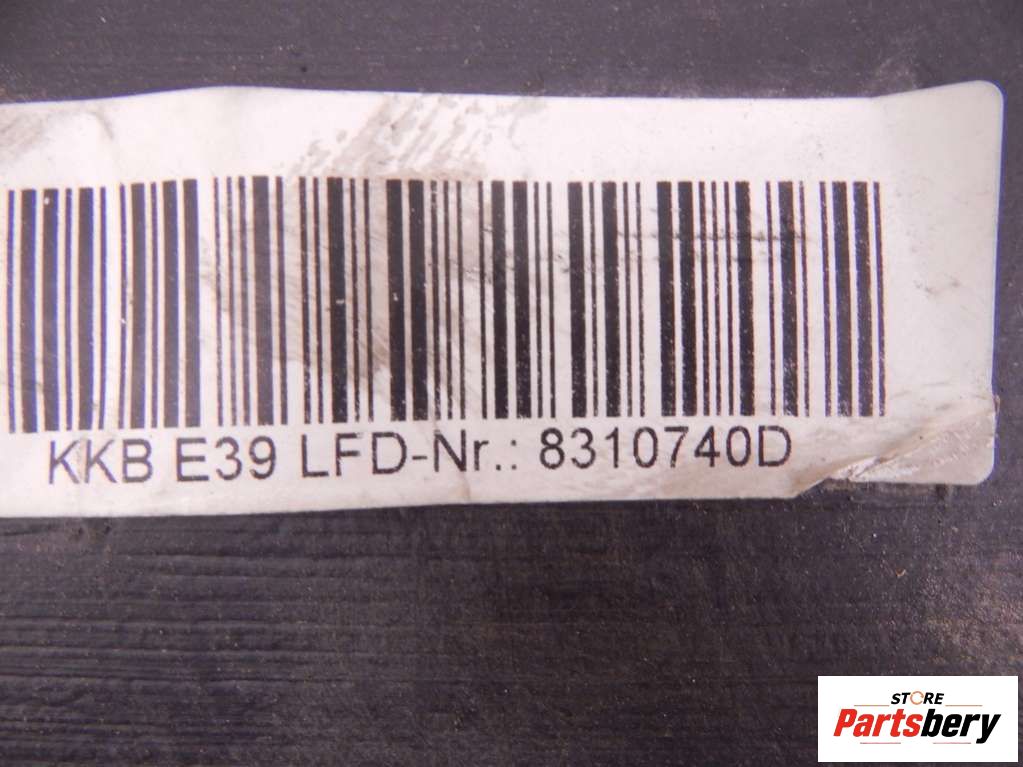 KKB E39 LFD-Nr.: 8310740D
STORE
Partsbery